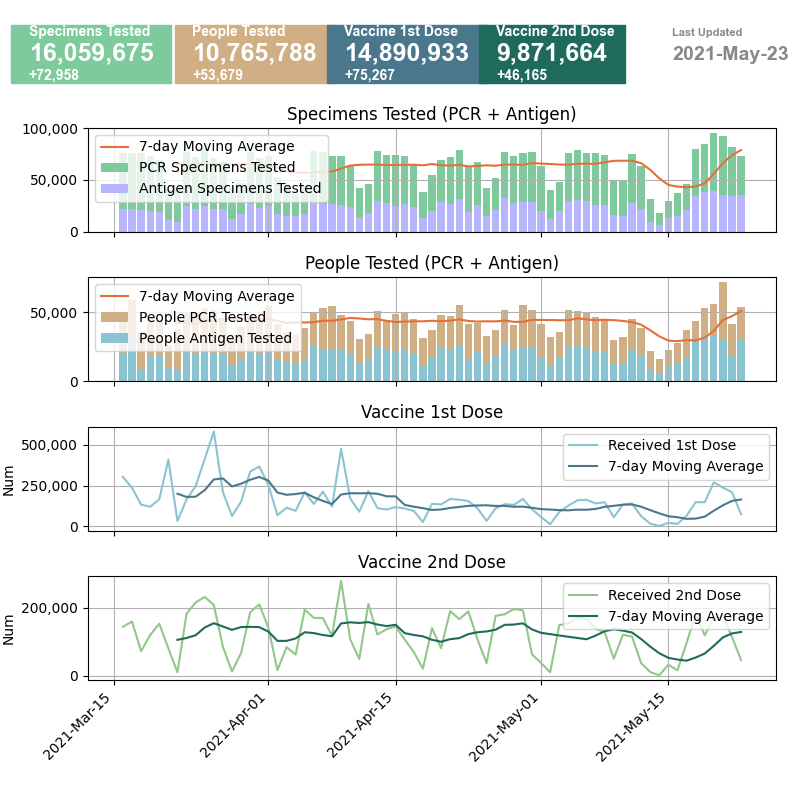 Specimens Tested
16,059,675
+72,958
People Tested
10,765,788
+53,679
Vaccine 1st Dose
14,890,933
+75,267
Vaccine 2nd Dose
9,871,664
+46,165
Last Updated
2021-May-23
Specimens Tested (PCR + Antigen)
100,000
50,000
0
7-day Moving Average
PCR Specimens Tested
Antigen Specimens Tested
People Tested (PCR + Antigen)
50,000
0
7-day Moving Average
People PCR Tested
People Antigen Tested
Vaccine 1st Dose
Num
500,000
250,000
0
Received 1st Dose
7-day Moving Average
Vaccine 2nd Dose
Num
200,000
0
Received 2nd Dose
7-day Moving Average
2021-Mar-15
2021-Apr-01
2021-Apr-15
2021-May-01
2021-May-15